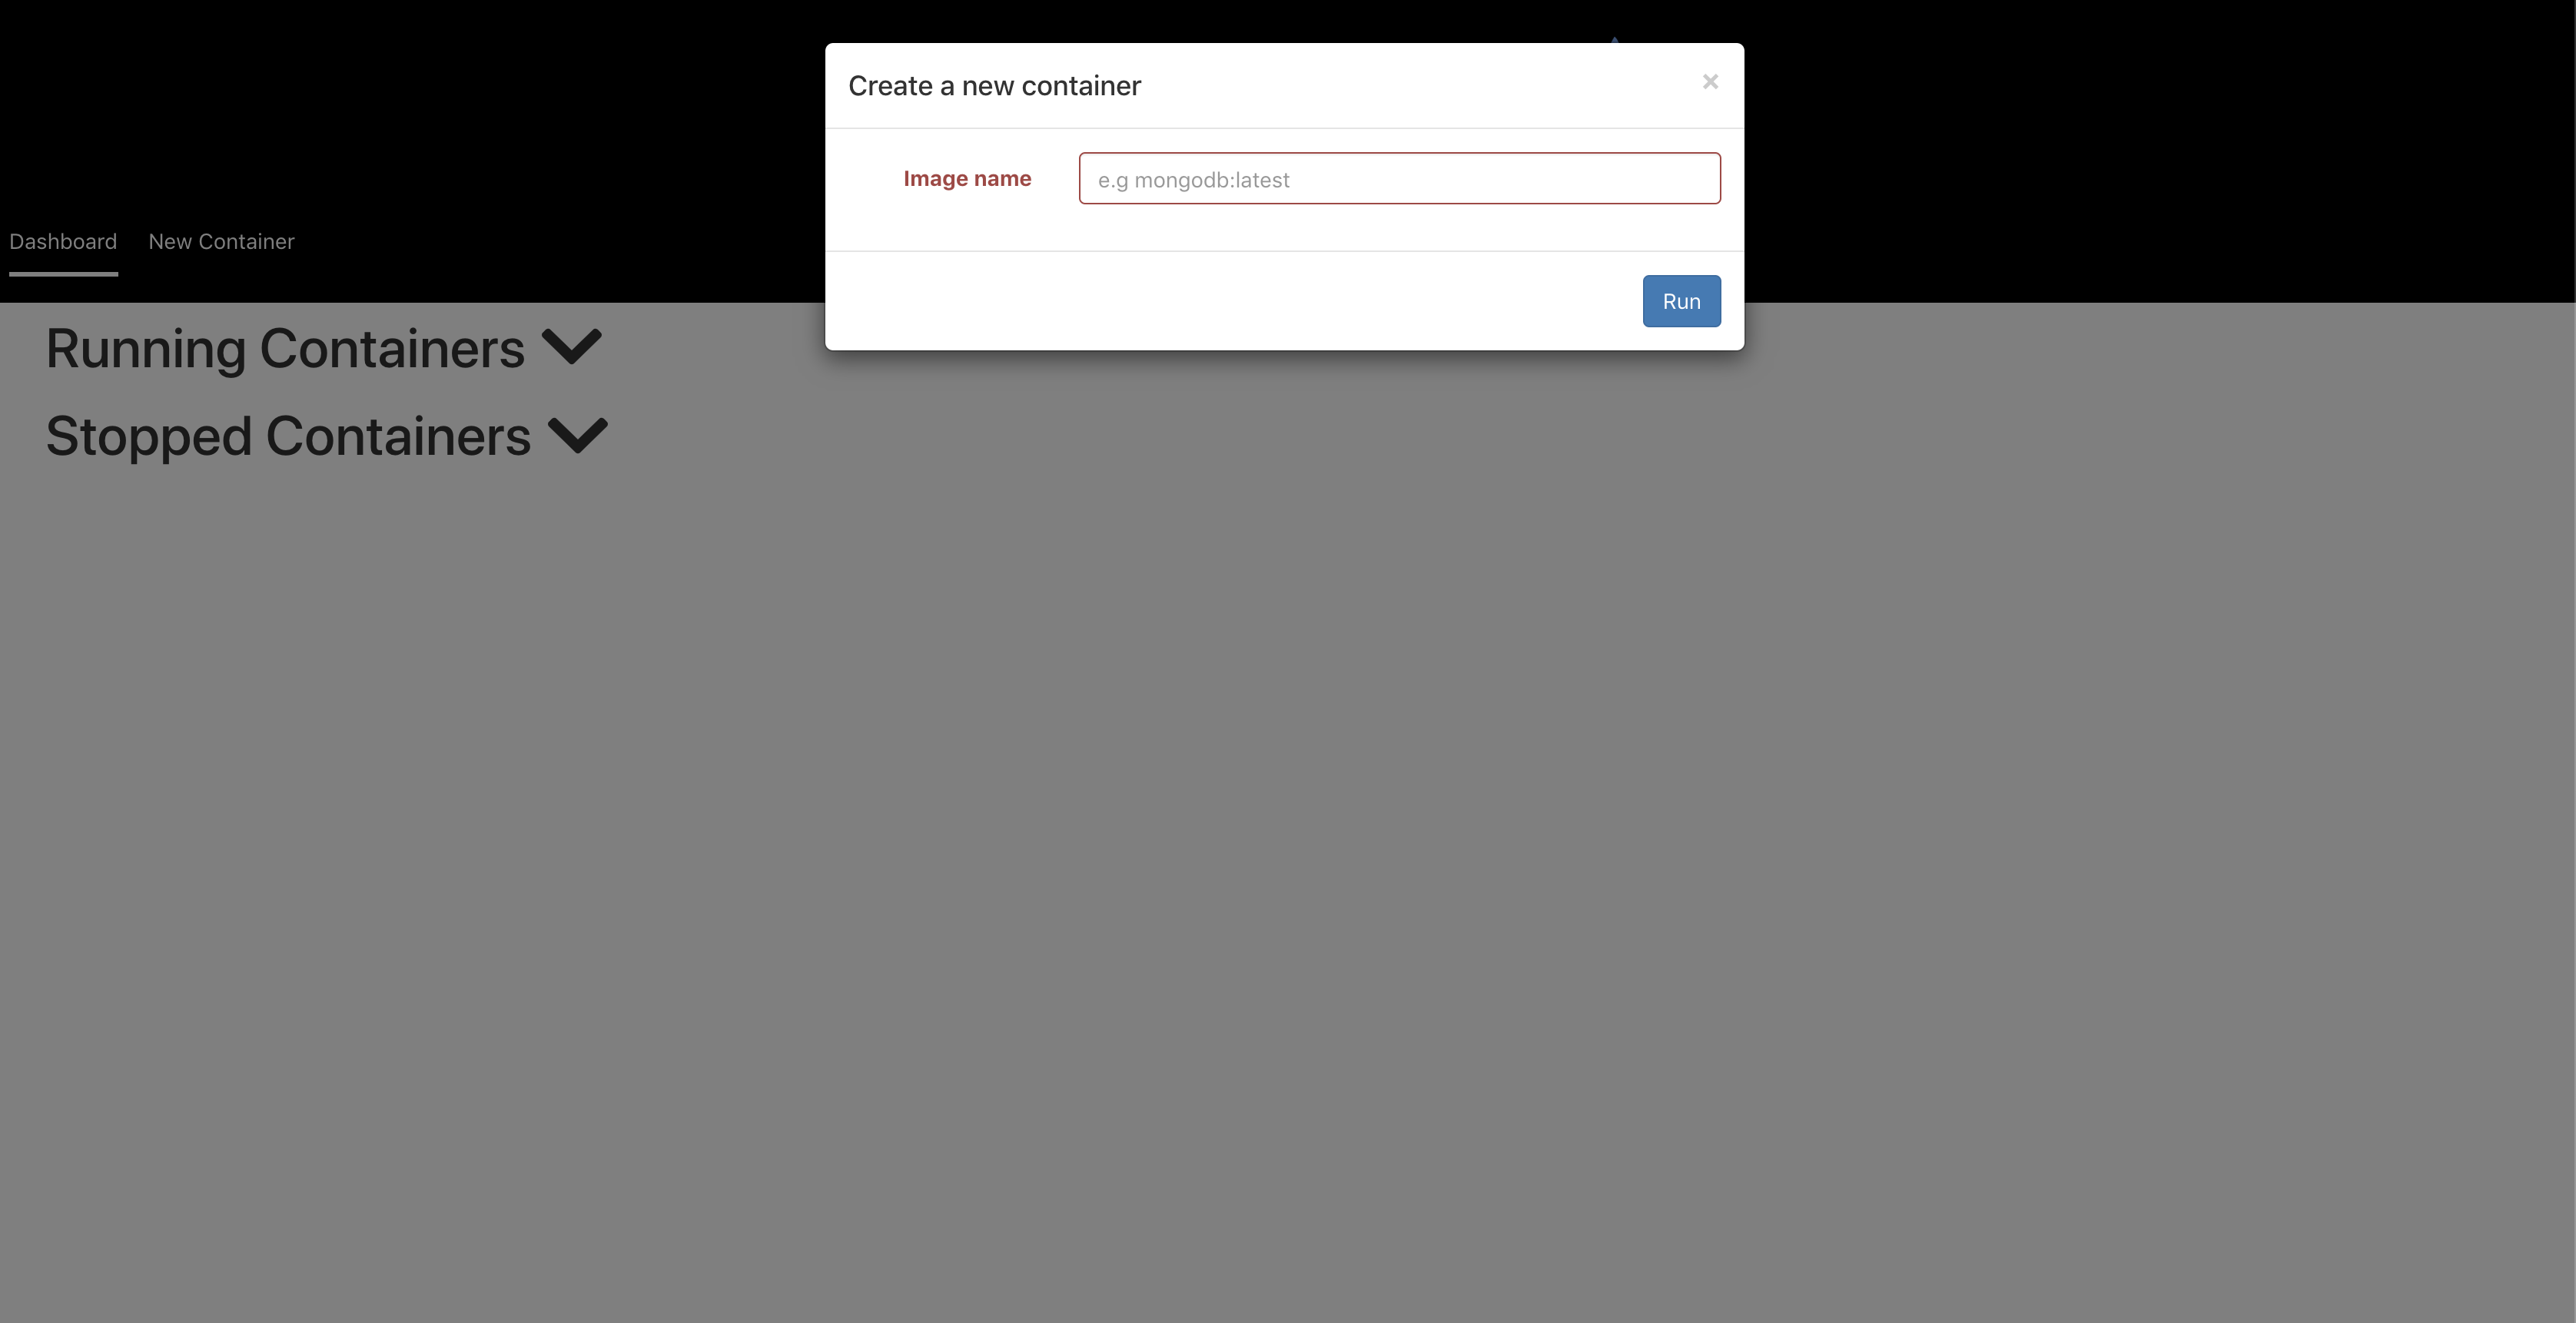 Create a new container
×
Image name
e.g mongodb:latest
Dashboard New Container
Run
Running Containers
Stopped Containers